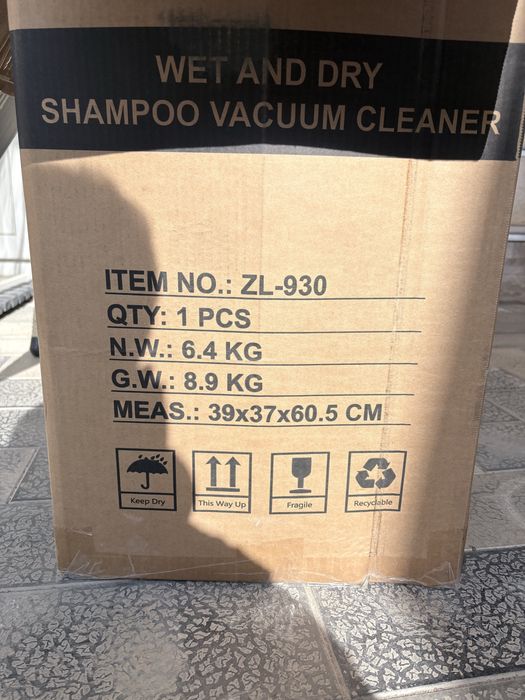 WET AND DRY
SHAMPOO VACUUM CLEANER
ITEM NO.: ZL-930
QTY: 1 PCS
N.W.: 6.4 KG
G.W.: 8.9 KG
MEAS.: 39x37x60.5 CM
Keep Dry
This Way Up
Fragile
Recyclable